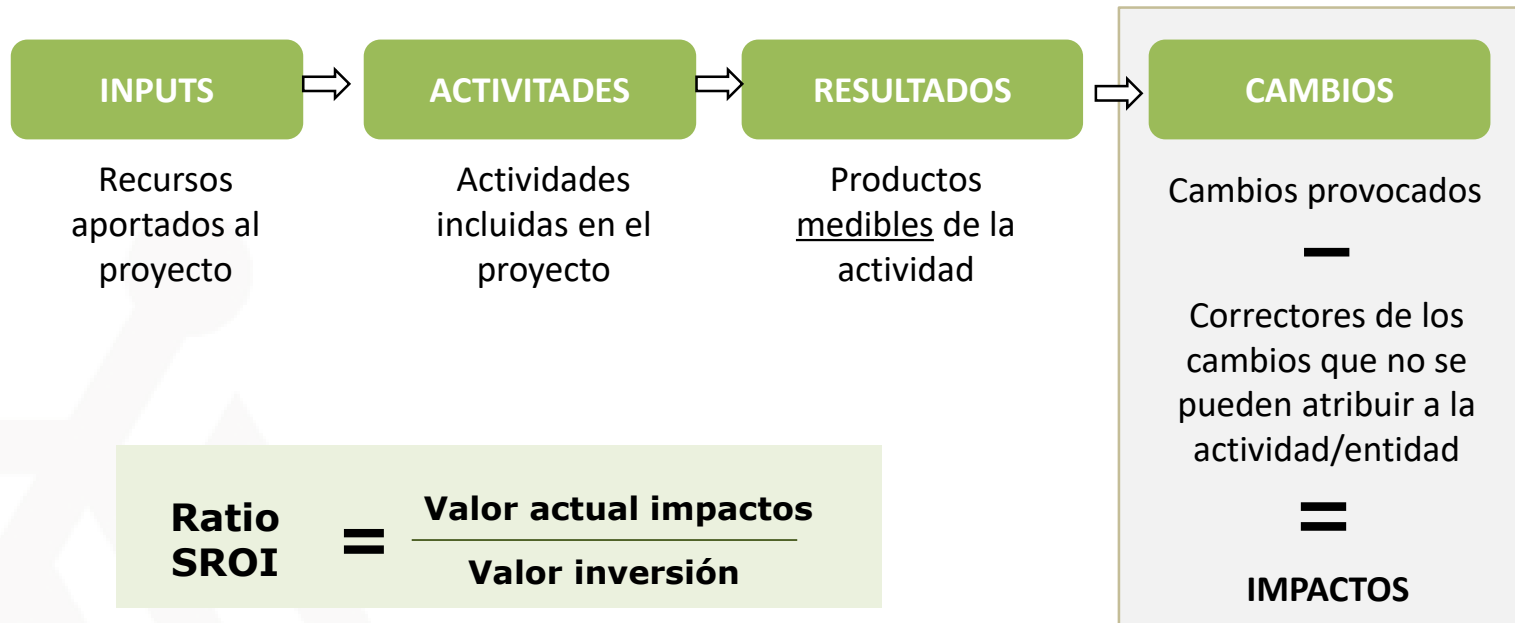 INPUTS
ACTIVITADES
RESULTADOS
CAMBIOS
Recursos
aportados al
proyecto
Actividades
incluidas en el
proyecto
Productos
medibles de la
actividad
Cambios provocados
–
Correctores de los
cambios que no se
pueden atribuir a la
actividad/entidad
=
IMPACTOS
Ratio
SROI
=
Valor actual impactos
Valor inversión